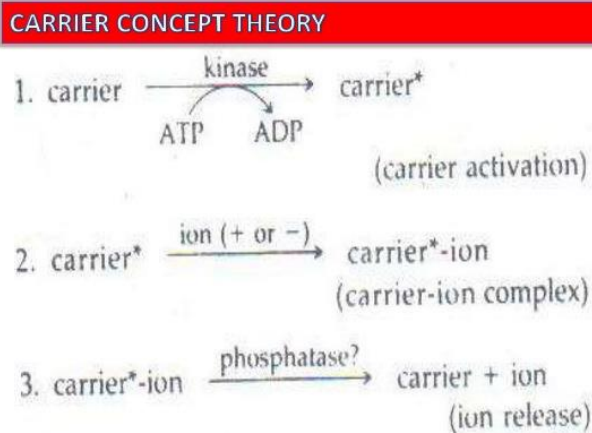 CARRIER CONCEPT THEORY
kinase
1. carrier ⟶ carrier*
ATP ADP
(carrier activation)
ion (+ or −)
2. carrier* ⟶ carrier*-ion
(carrier-ion complex)
phosphatase?
3. carrier*-ion ⟶ carrier + ion
(ion release)